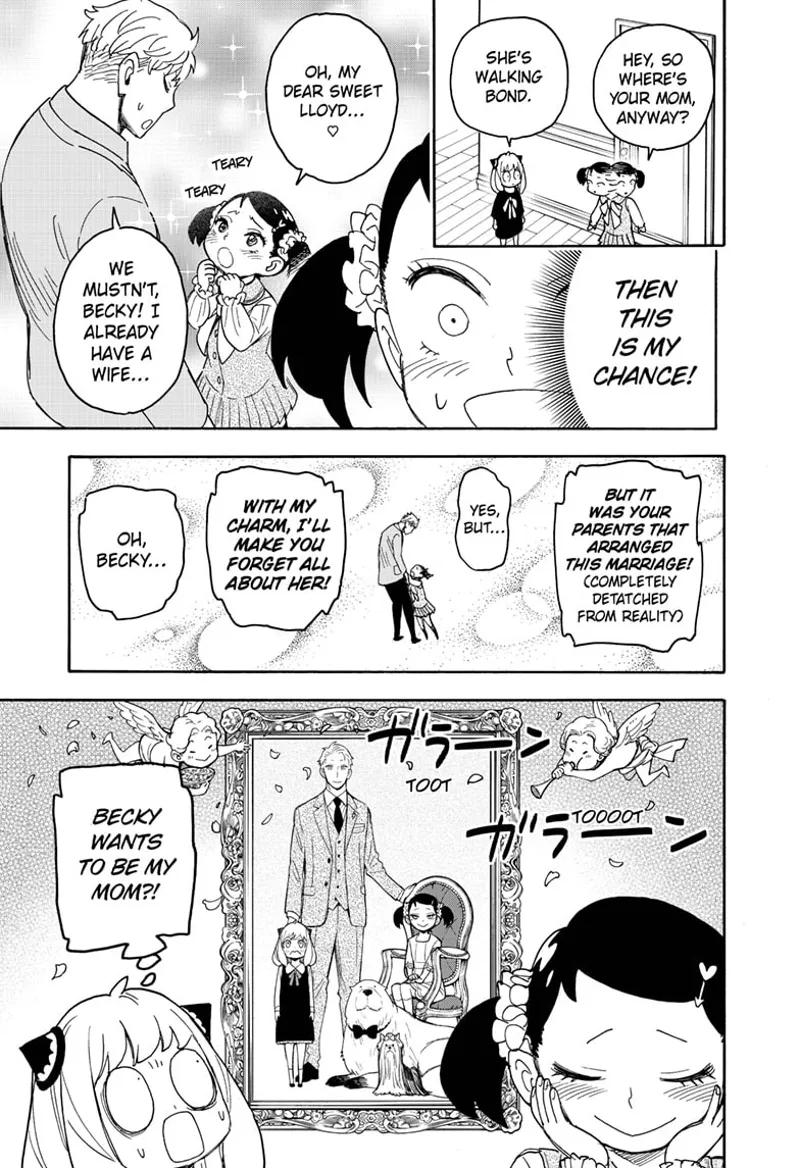 HEY, SO
WHERE'S
YOUR MOM,
ANYWAY?
SHE'S
WALKING
BOND.
THEN
THIS
IS MY
CHANCE!
OH, MY
DEAR SWEET
LLOYD...
♡
TEARY
TEARY
WE
MUSTN'T,
BECKY! I
ALREADY
HAVE A
WIFE...
BUT IT
WAS YOUR
PARENTS THAT
ARRANGED
THIS MARRIAGE!
(COMPLETELY
DETATCHED
FROM REALITY)
YES,
BUT...
WITH MY
CHARM, I'LL
MAKE YOU
FORGET ALL
ABOUT HER!
OH,
BECKY...
ガラーン
TOOT
TOOOOT
ガラーン
BECKY
WANTS
TO BE MY
MOM?!